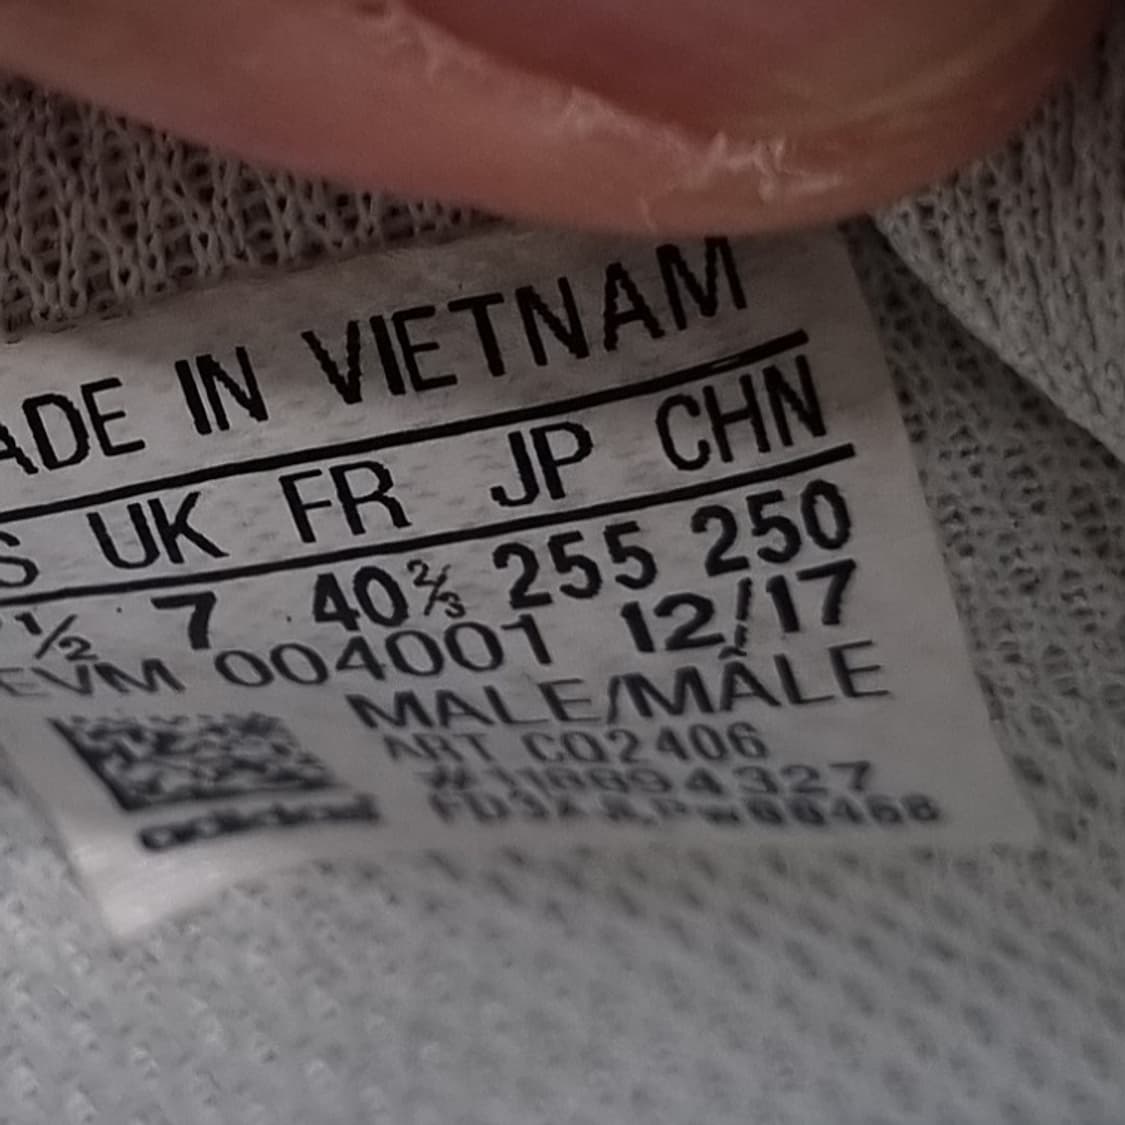 ADE IN VIETNAM
S UK FR JP CHN
½ 7 40⅔ 255 250
EVM 004001 12/17
MALE/MÂLE
ART CQ2406
adidas